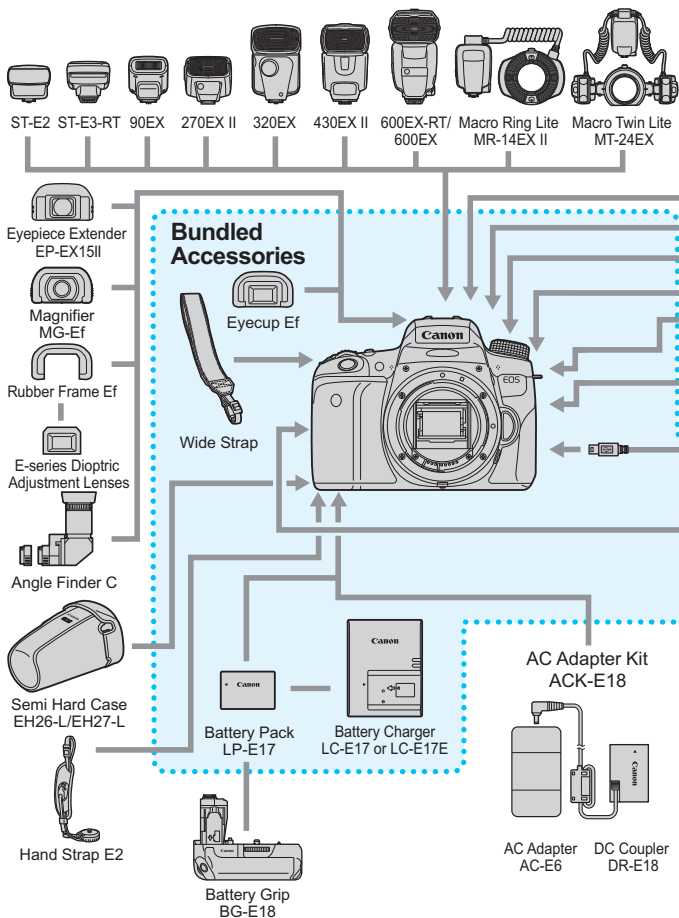 ST-E2
ST-E3-RT
90EX
270EX II
320EX
430EX II
600EX-RT/
600EX
Macro Ring Lite
MR-14EX II
Macro Twin Lite
MT-24EX
Eyepiece Extender
EP-EX15II
Magnifier
MG-Ef
Rubber Frame Ef
E-series Dioptric
Adjustment Lenses
Angle Finder C
Semi Hard Case
EH26-L/EH27-L
Hand Strap E2
Bundled
Accessories
Eyecup Ef
Wide Strap
Canon
EOS
Canon
Battery Pack
LP-E17
Canon
Battery Charger
LC-E17 or LC-E17E
Canon
Battery Grip
BG-E18
AC Adapter Kit
ACK-E18
Canon
AC Adapter
AC-E6
DC Coupler
DR-E18